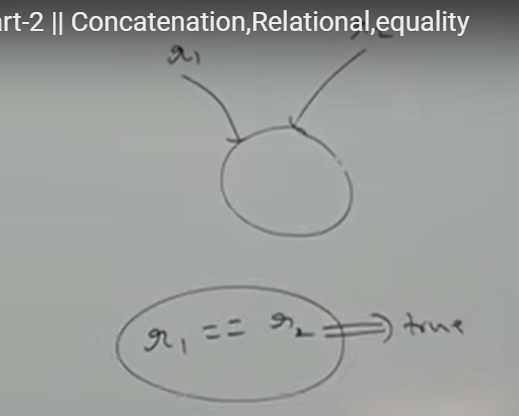 art-2 || Concatenation,Relational,equality
r₁
r₁ == r₂ ⟹ true